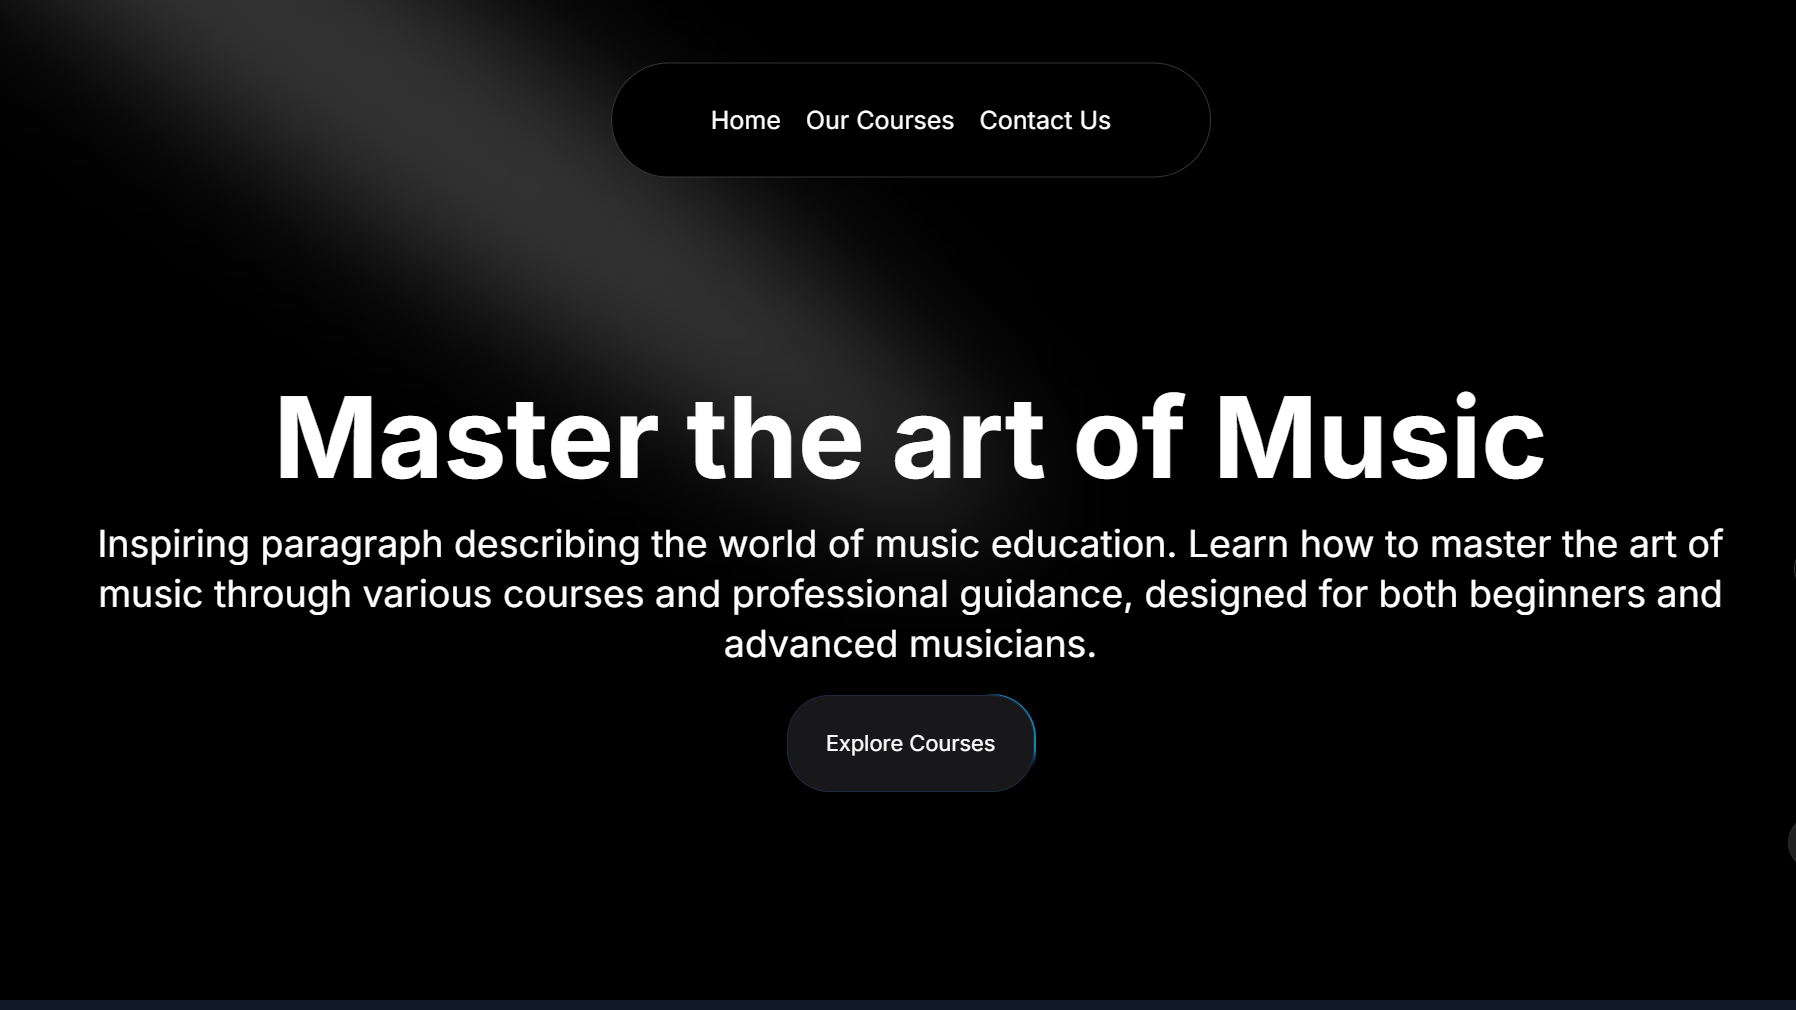 Home Our Courses Contact Us
Master the art of Music
Inspiring paragraph describing the world of music education. Learn how to master the art of
music through various courses and professional guidance, designed for both beginners and
advanced musicians.
Explore Courses